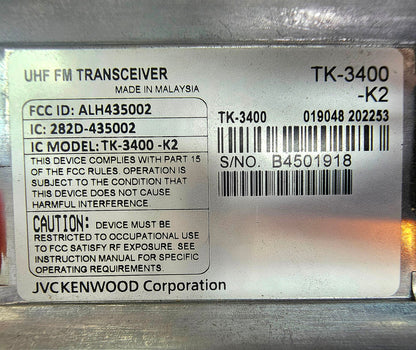 UHF FM TRANSCEIVER
MADE IN MALAYSIA
TK-3400
-K2
FCC ID: ALH435002
IC: 282D-435002
IC MODEL: TK-3400 -K2
THIS DEVICE COMPLIES WITH PART 15
OF THE FCC RULES. OPERATION IS
SUBJECT TO THE CONDITION THAT
THIS DEVICE DOES NOT CAUSE
HARMFUL INTERFERENCE.
CAUTION: DEVICE MUST BE
RESTRICTED TO OCCUPATIONAL USE
TO FCC SATISFY RF EXPOSURE. SEE
INSTRUCTION MANUAL FOR SPECIFIC
OPERATING REQUIREMENTS.
JVCKENWOOD Corporation
TK-3400 019048 202253
S/NO. B4501918